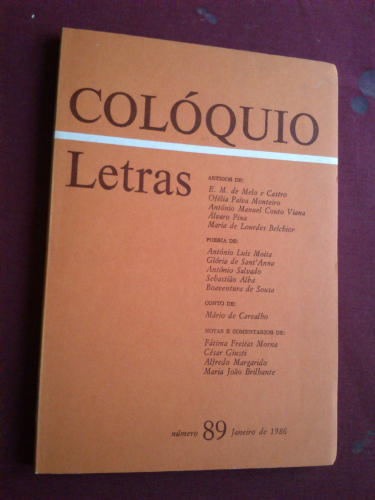 COLÓQUIO
Letras
ARTIGOS DE:
E. M. de Melo e Castro
Ofélia Paiva Monteiro
António Manuel Couto Viana
Álvaro Pina
Maria de Lourdes Belchior
POESIA DE:
António Luís Moita
Glória de Sant'Anna
António Salvado
Sebastião Alba
Boaventura de Sousa
CONTO DE:
Mário de Carvalho
NOTAS E COMENTÁRIOS DE:
Fátima Freitas Morna
César Giusti
Alfredo Margarido
Maria João Brilhante
número 89 Janeiro de 1986